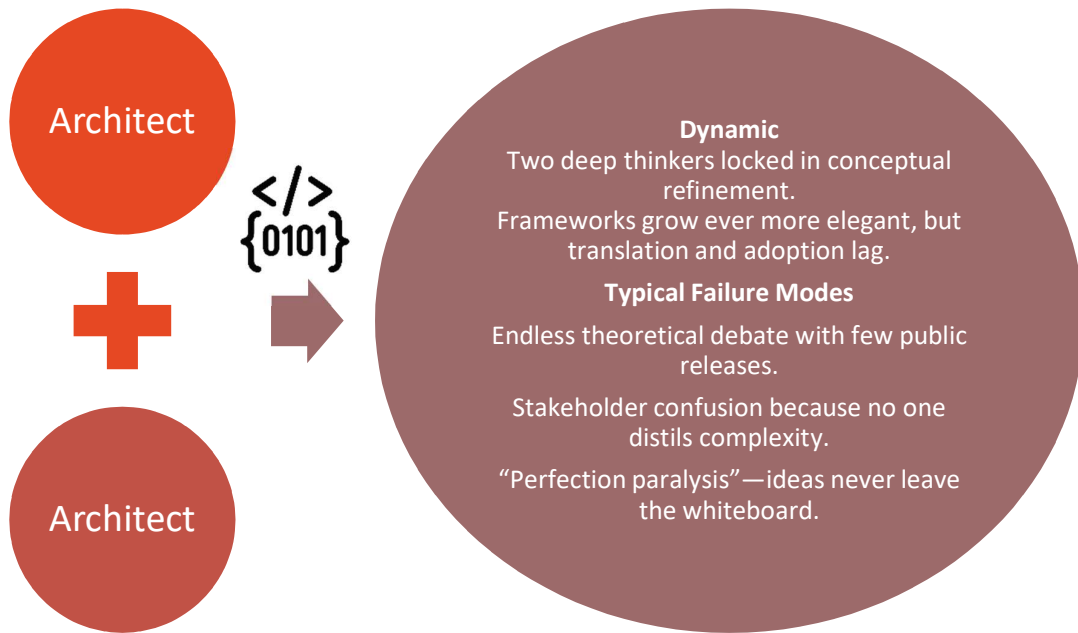 Architect
</>
{0101}
Architect
Dynamic
Two deep thinkers locked in conceptual
refinement.
Frameworks grow ever more elegant, but
translation and adoption lag.
Typical Failure Modes
Endless theoretical debate with few public
releases.
Stakeholder confusion because no one
distils complexity.
“Perfection paralysis”—ideas never leave
the whiteboard.